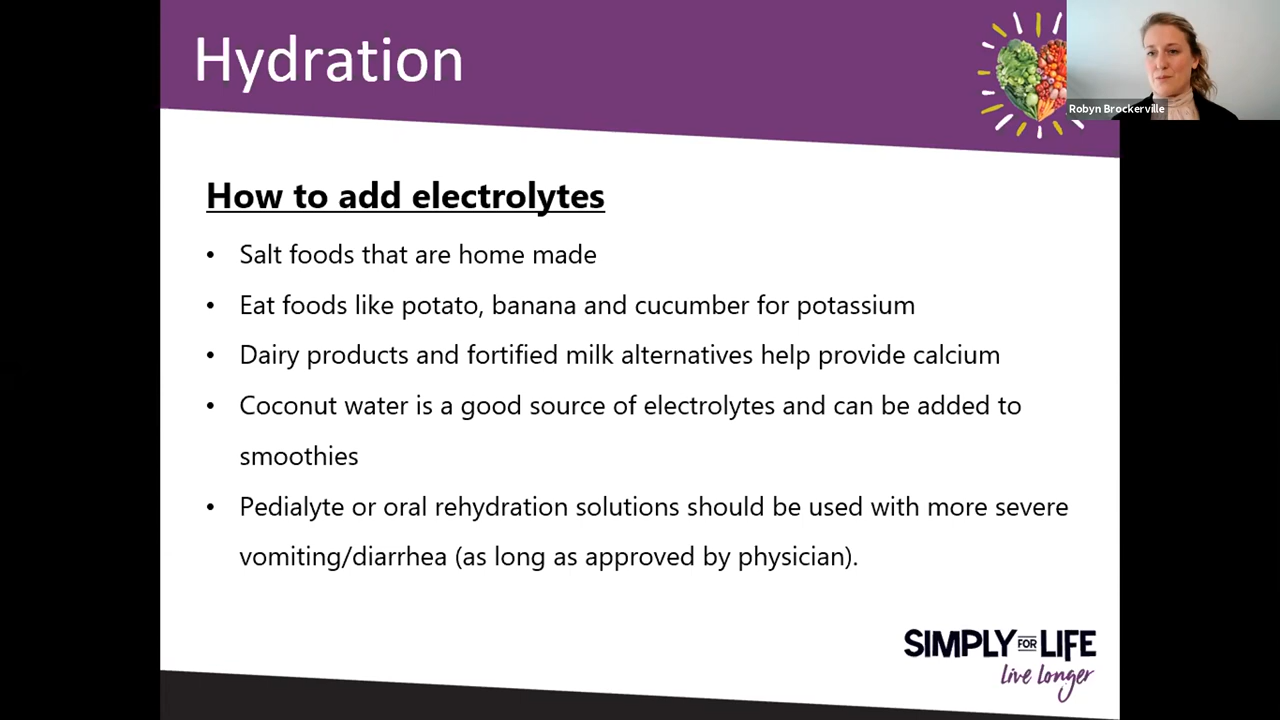 Hydration
Robyn Brockerville
How to add electrolytes
• Salt foods that are home made
• Eat foods like potato, banana and cucumber for potassium
• Dairy products and fortified milk alternatives help provide calcium
• Coconut water is a good source of electrolytes and can be added to
smoothies
• Pedialyte or oral rehydration solutions should be used with more severe
vomiting/diarrhea (as long as approved by physician).
SIMPLY FOR LIFE
live longer